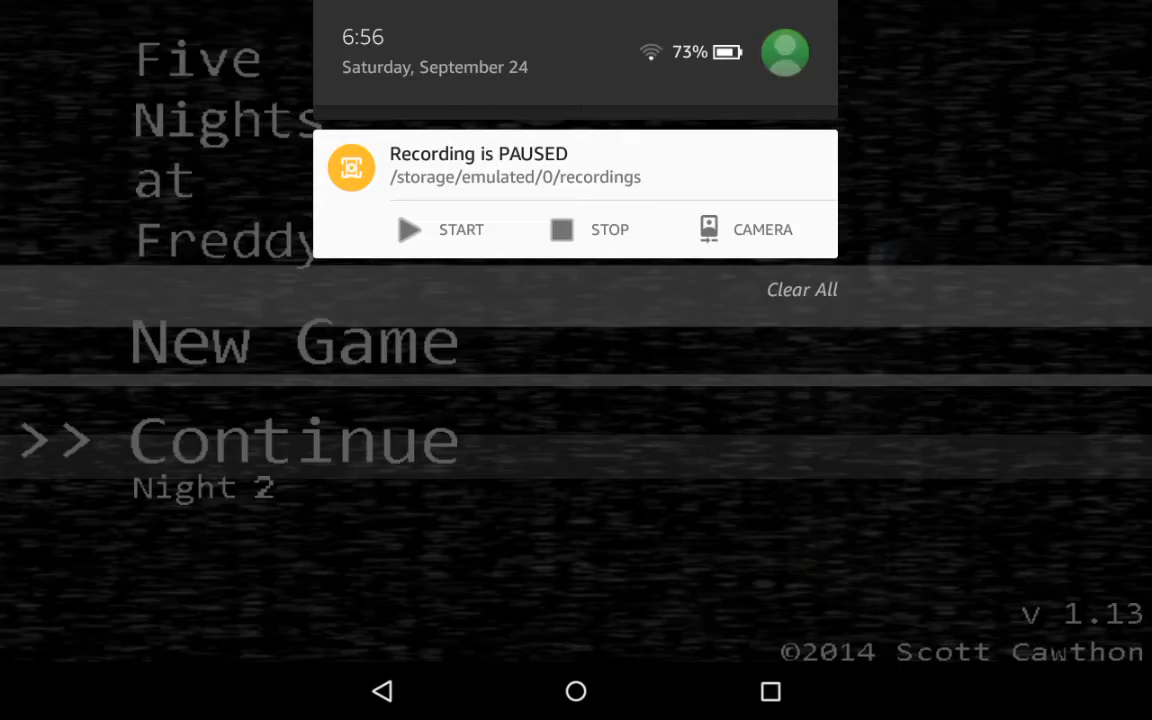 6:56
73%
Saturday, September 24
Five
Nights
at
Freddy
Recording is PAUSED
/storage/emulated/0/recordings
START STOP CAMERA
Clear All
New Game
>> Continue
Night 2
v 1.13
©2014 Scott Cawthon